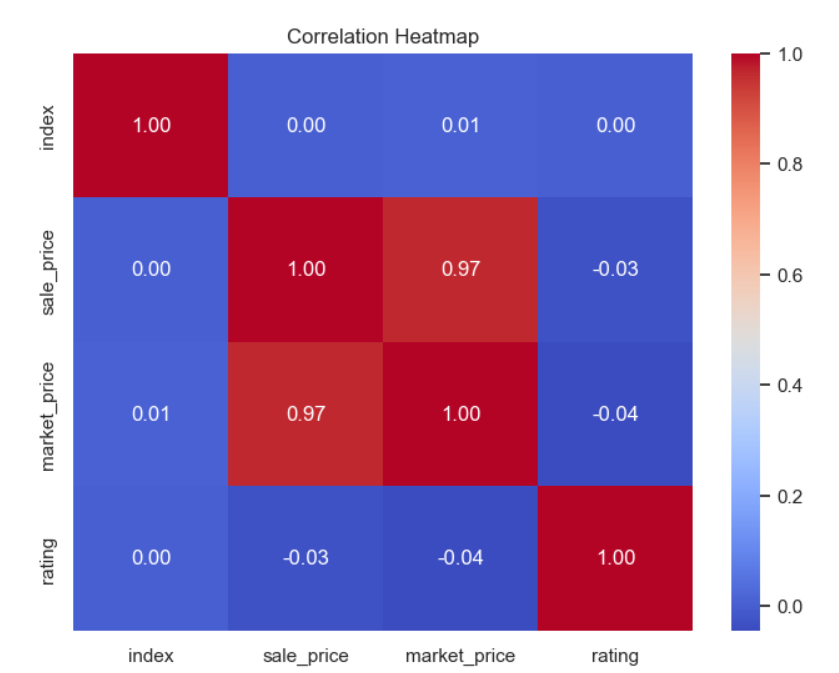 Correlation Heatmap
index 1.00 0.00 0.01 0.00
sale_price 0.00 1.00 0.97 -0.03
market_price 0.01 0.97 1.00 -0.04
rating 0.00 -0.03 -0.04 1.00
index sale_price market_price rating
1.0
0.8
0.6
0.4
0.2
0.0